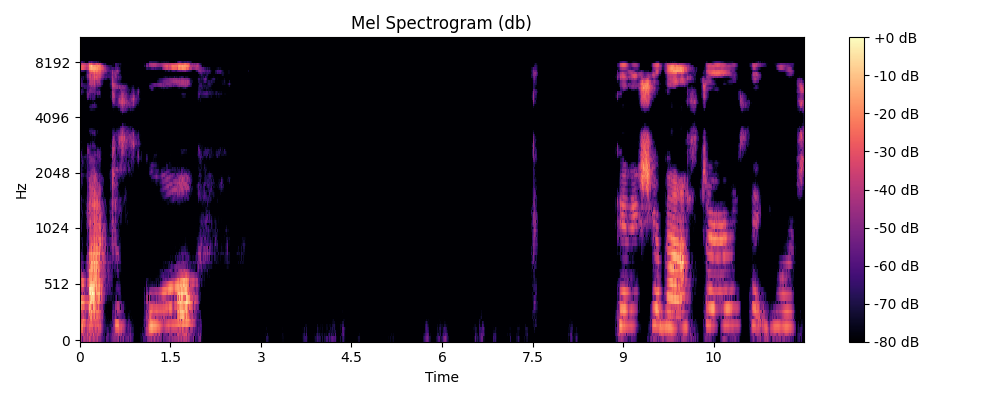 Mel Spectrogram (db)
Hz
8192
4096
2048
1024
512
0
0 1.5 3 4.5 6 7.5 9 10
Time
+0 dB
-10 dB
-20 dB
-30 dB
-40 dB
-50 dB
-60 dB
-70 dB
-80 dB